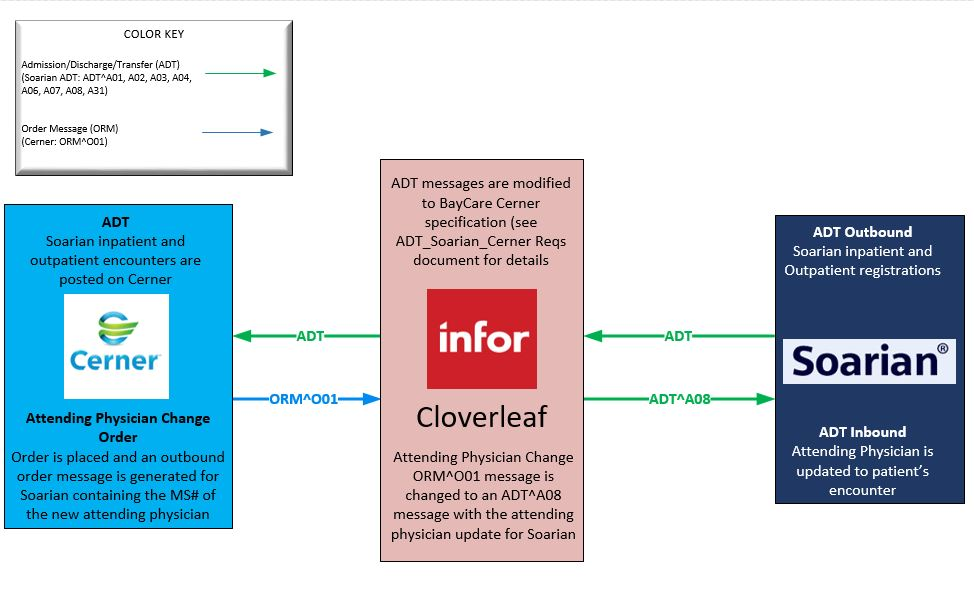 COLOR KEY
Admission/Discharge/Transfer (ADT)
(Soarian ADT: ADT^A01, A02, A03, A04,
A06, A07, A08, A31)
Order Message (ORM)
(Cerner: ORM^O01)
ADT
Soarian inpatient and
outpatient encounters are
posted on Cerner
Cerner
Attending Physician Change
Order
Order is placed and an outbound
order message is generated for
Soarian containing the MS# of
the new attending physician
ADT
ORM^O01
ADT messages are modified
to BayCare Cerner
specification (see
ADT_Soarian_Cerner Reqs
document for details
infor
Cloverleaf
Attending Physician Change
ORM^O01 message is
changed to an ADT^A08
message with the attending
physician update for Soarian
ADT
ADT^A08
ADT Outbound
Soarian inpatient and
Outpatient registrations
Soarian®
ADT Inbound
Attending Physician is
updated to patient's
encounter